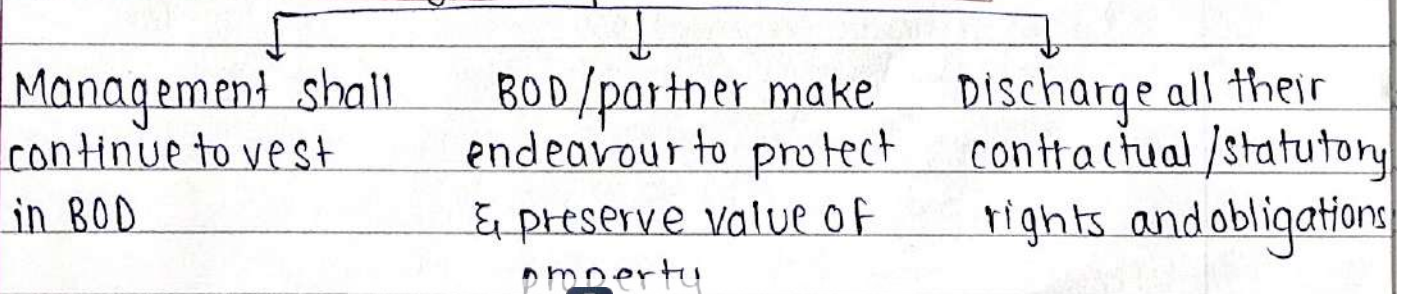 Management shall
continue to vest
in BOD
BOD/partner make
endeavour to protect
& preserve value of
property
Discharge all their
contractual/statutory
rights and obligations